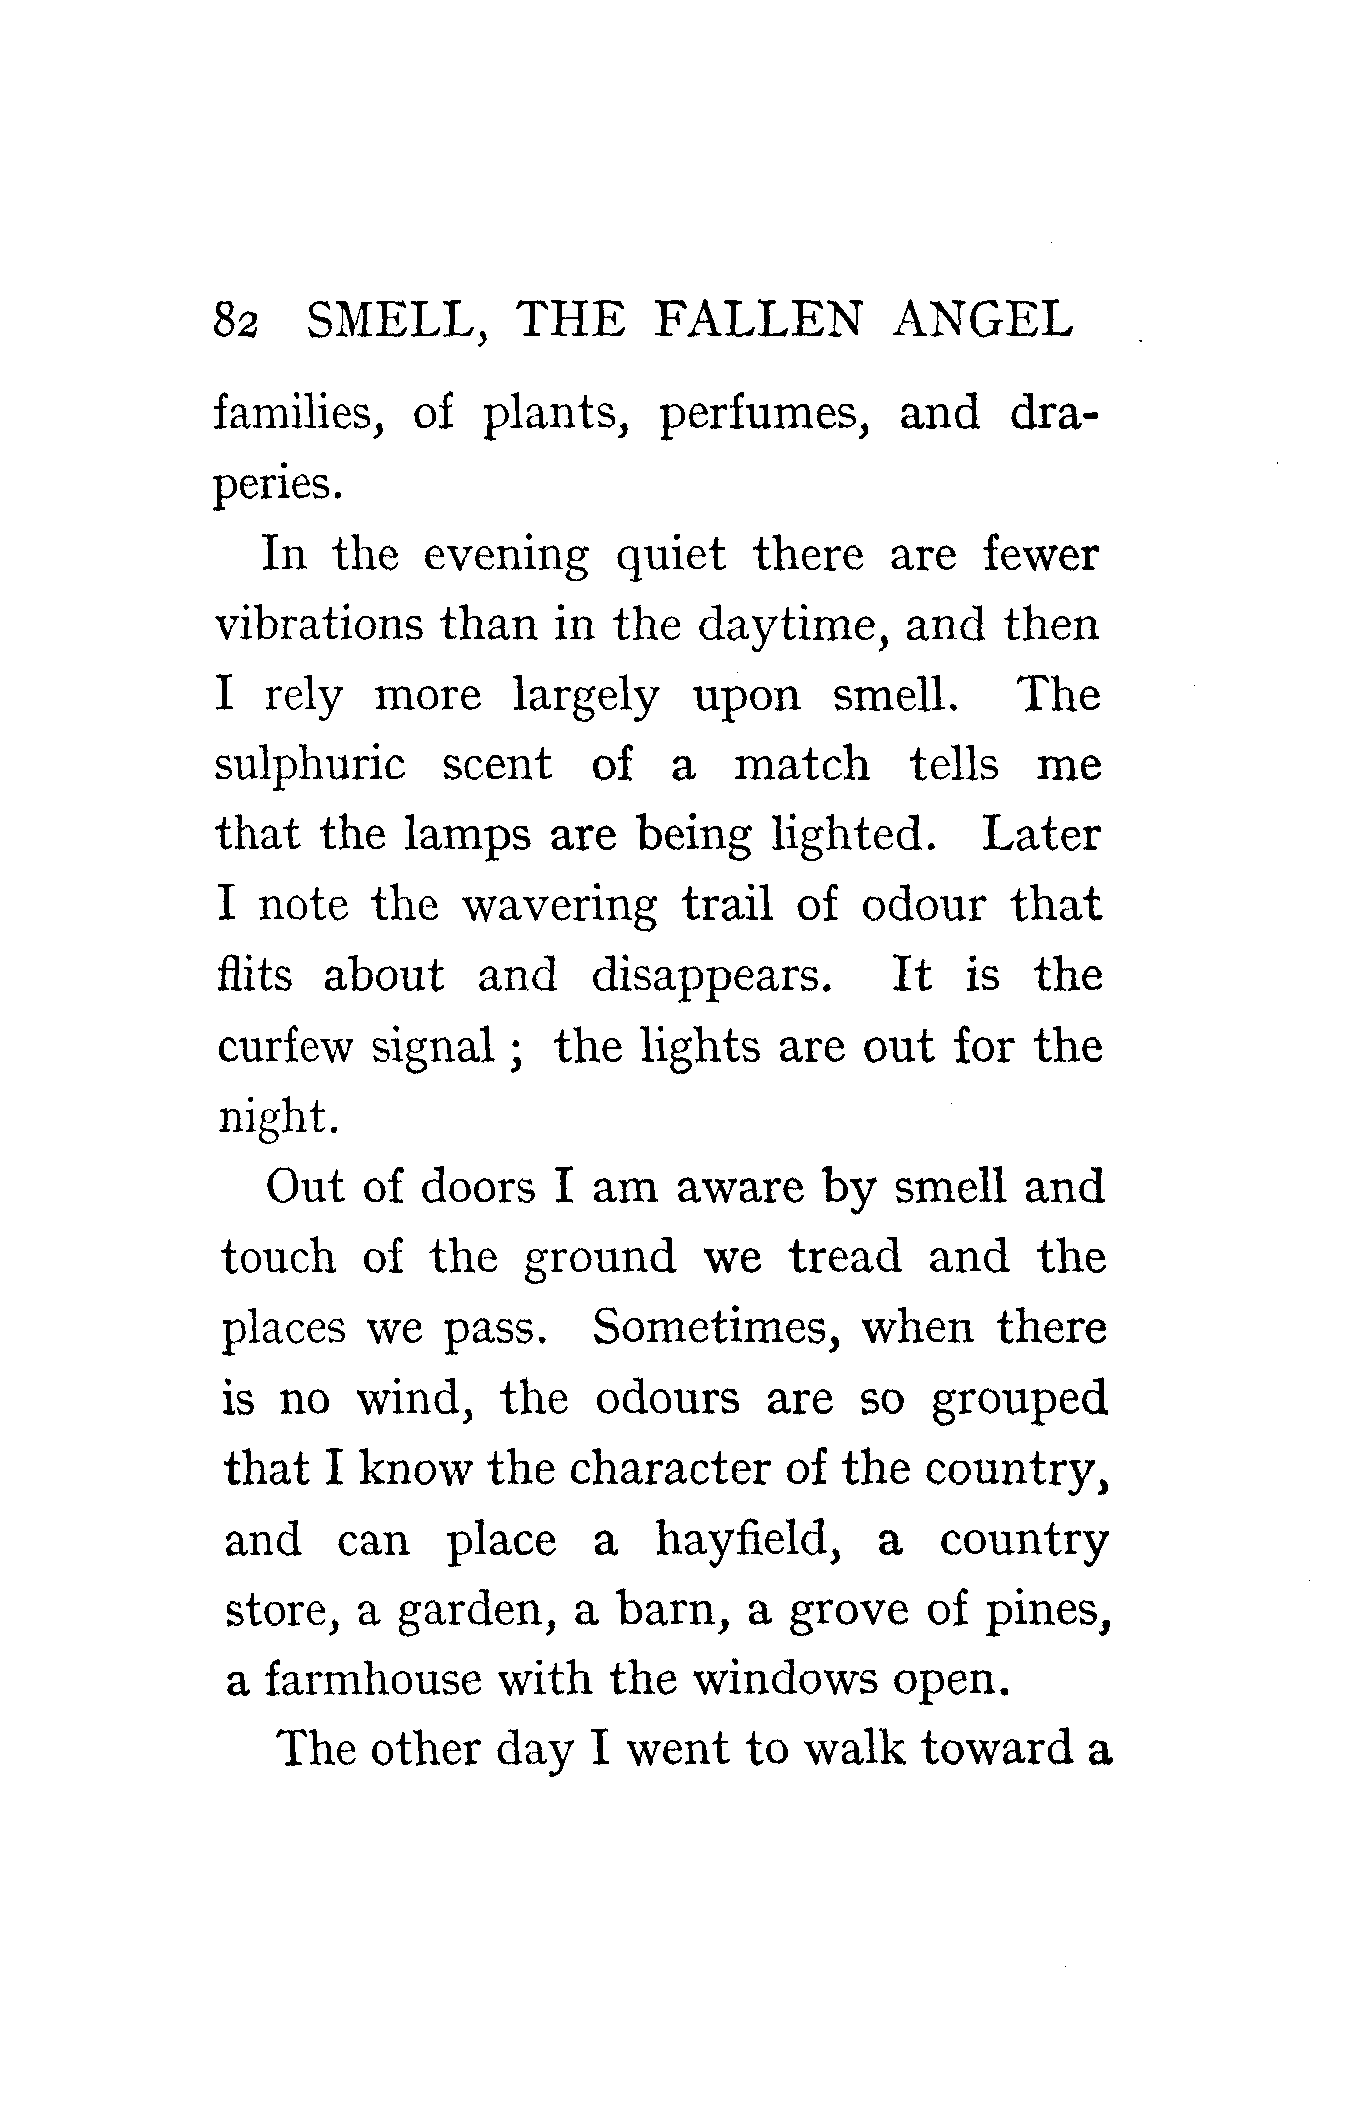 82 SMELL, THE FALLEN ANGEL
families, of plants, perfumes, and dra-
peries.
In the evening quiet there are fewer
vibrations than in the daytime, and then
I rely more largely upon smell. The
sulphuric scent of a match tells me
that the lamps are being lighted. Later
I note the wavering trail of odour that
flits about and disappears. It is the
curfew signal ; the lights are out for the
night.
Out of doors I am aware by smell and
touch of the ground we tread and the
places we pass. Sometimes, when there
is no wind, the odours are so grouped
that I know the character of the country,
and can place a hayfield, a country
store, a garden, a barn, a grove of pines,
a farmhouse with the windows open.
The other day I went to walk toward a